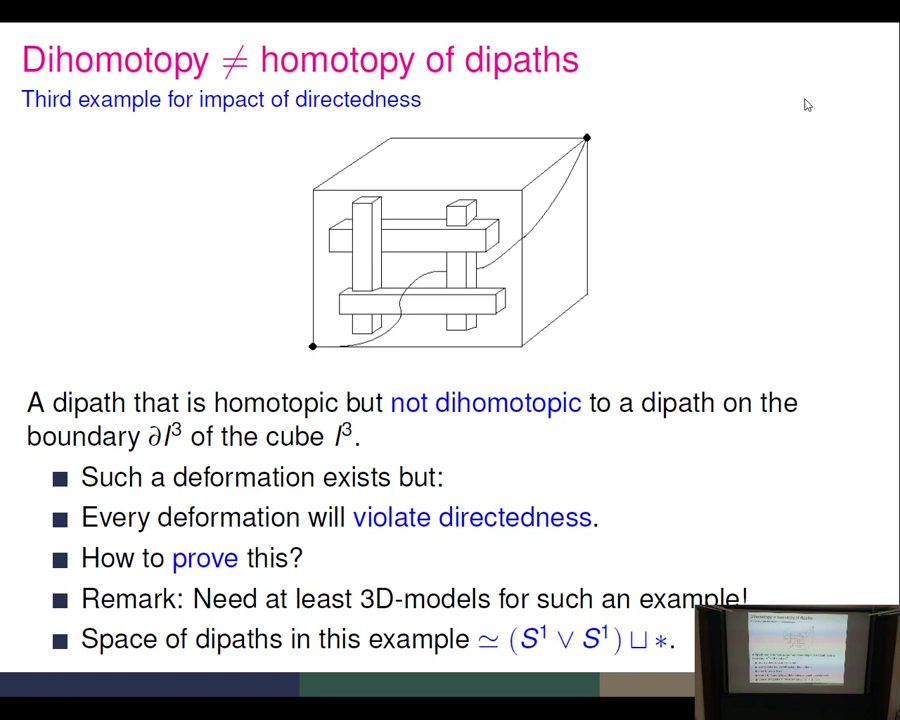 Dihomotopy ≠ homotopy of dipaths
Third example for impact of directedness
A dipath that is homotopic but not dihomotopic to a dipath on the
boundary ∂I³ of the cube I³.
Such a deformation exists but:
Every deformation will violate directedness.
How to prove this?
Remark: Need at least 3D-models for such an example!
Space of dipaths in this example ≃ (S¹ ∨ S¹) ⊔ ∗.